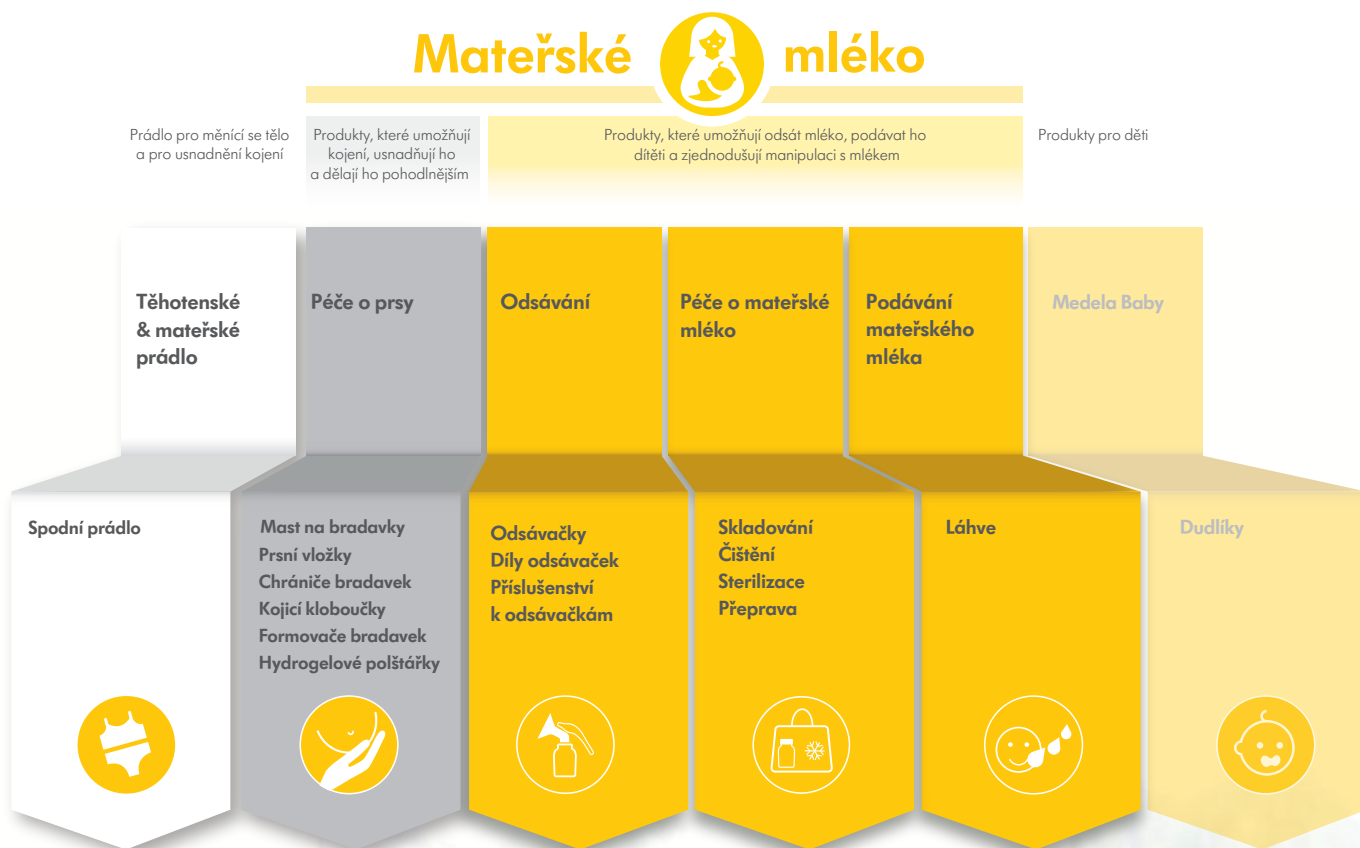 Mateřské mléko
Prádlo pro měnící se tělo
a pro usnadnění kojení
Produkty, které umožňují
kojení, usnadňují ho
a dělají ho pohodlnějším
Produkty, které umožňují odsát mléko, podávat ho
dítěti a zjednodušují manipulaci s mlékem
Produkty pro děti
Těhotenské
& mateřské
prádlo
Péče o prsy
Odsávání
Péče o mateřské
mléko
Podávání
mateřského
mléka
Medela Baby
Spodní prádlo
Mast na bradavky
Prsní vložky
Chrániče bradavek
Kojicí kloboučky
Formovače bradavek
Hydrogelové polštářky
Odsávačky
Díly odsávaček
Příslušenství
k odsávačkám
Skladování
Čištění
Sterilizace
Přeprava
Láhve
Dudlíky